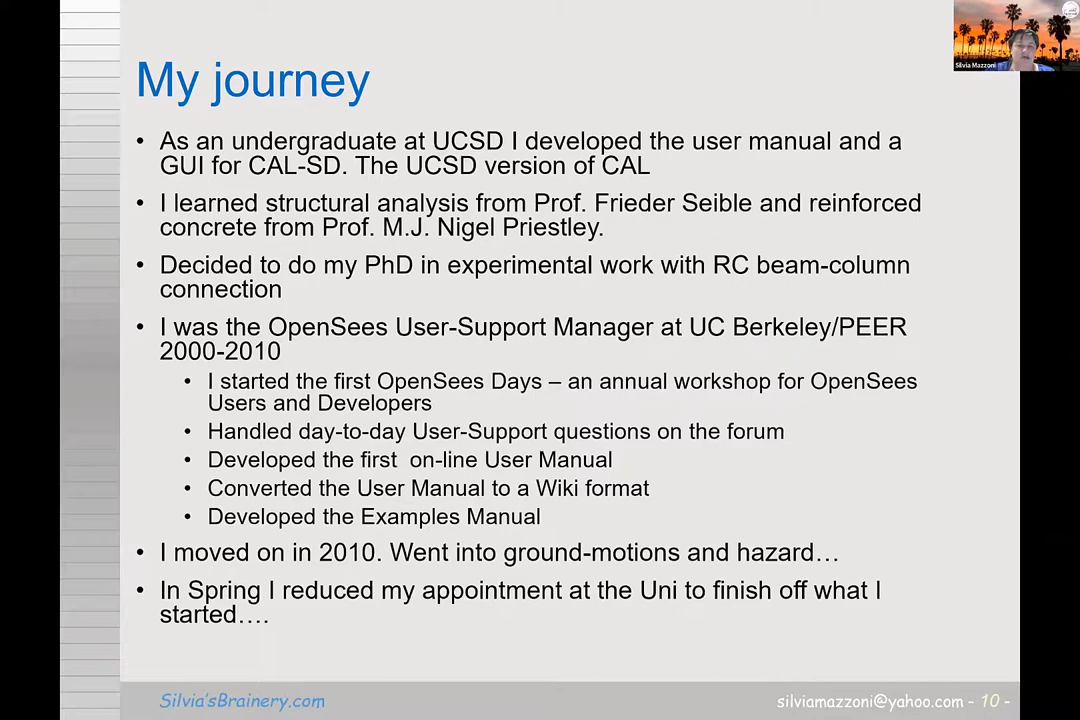 My journey
• As an undergraduate at UCSD I developed the user manual and a
GUI for CAL-SD. The UCSD version of CAL
• I learned structural analysis from Prof. Frieder Seible and reinforced
concrete from Prof. M.J. Nigel Priestley.
• Decided to do my PhD in experimental work with RC beam-column
connection
• I was the OpenSees User-Support Manager at UC Berkeley/PEER
2000-2010
• I started the first OpenSees Days – an annual workshop for OpenSees
Users and Developers
• Handled day-to-day User-Support questions on the forum
• Developed the first on-line User Manual
• Converted the User Manual to a Wiki format
• Developed the Examples Manual
• I moved on in 2010. Went into ground-motions and hazard…
• In Spring I reduced my appointment at the Uni to finish off what I
started….
Silvia'sBrainery.com
silviamazzoni@yahoo.com - 10 -
Silvia Mazzoni